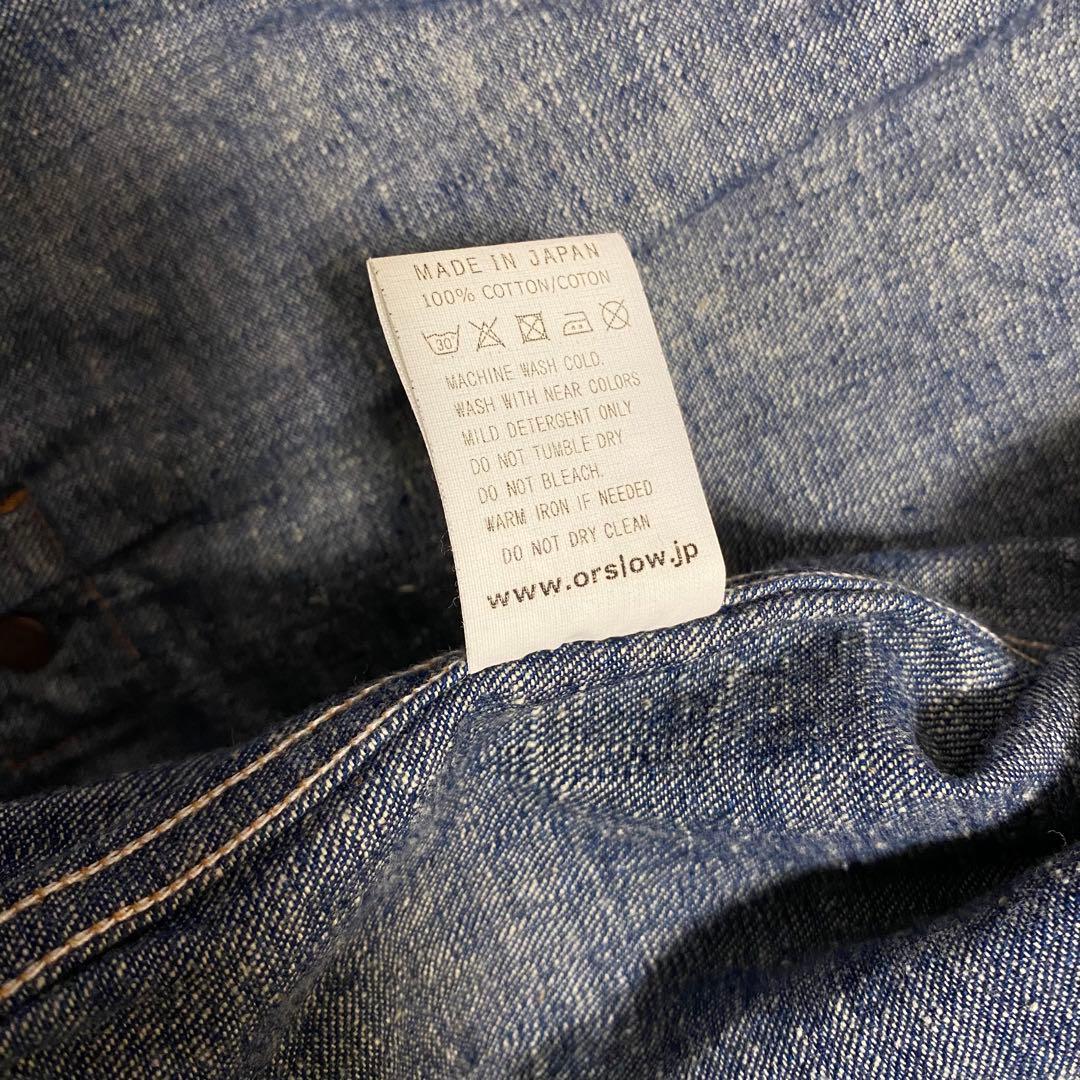 MADE IN JAPAN
100% COTTON/COTON
30
MACHINE WASH COLD.
WASH WITH NEAR COLORS
MILD DETERGENT ONLY
DO NOT TUMBLE DRY
DO NOT BLEACH.
WARM IRON IF NEEDED
DO NOT DRY CLEAN
www.orslow.jp